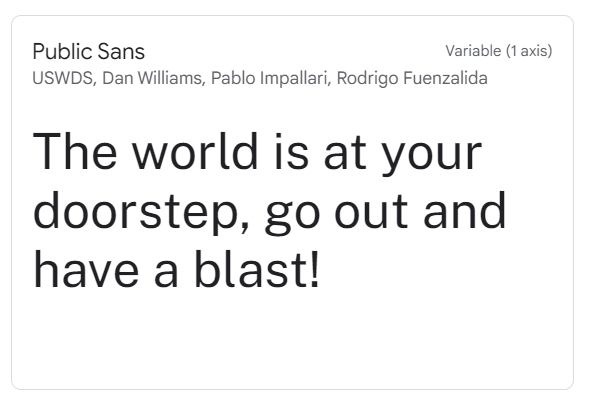 Public Sans
Variable (1 axis)
USWDS, Dan Williams, Pablo Impallari, Rodrigo Fuenzalida
The world is at your
doorstep, go out and
have a blast!